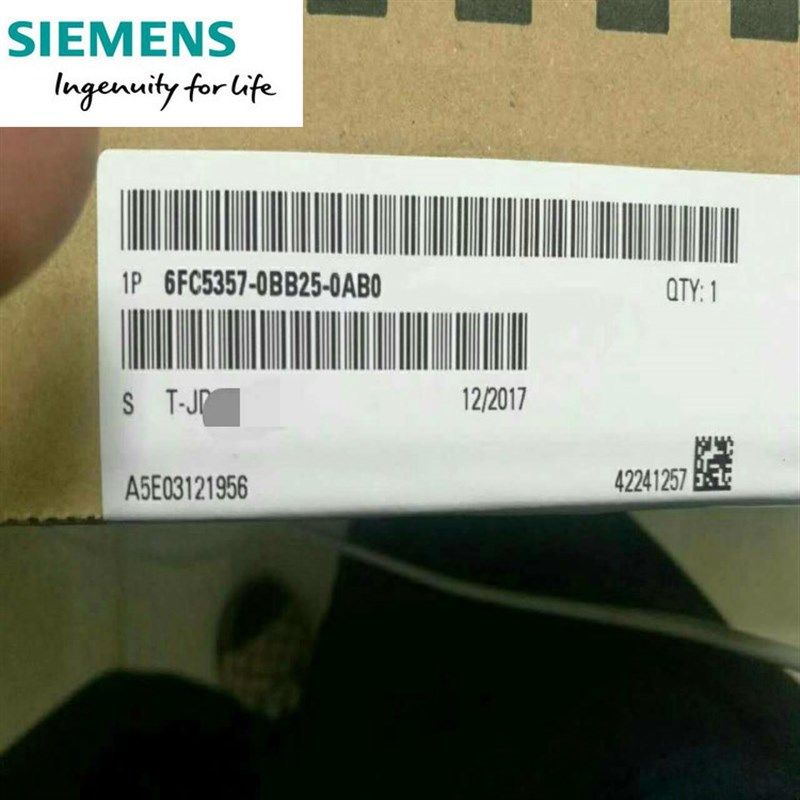 SIEMENS
Ingenuity for life
1P 6FC5357-0BB25-0AB0 QTY: 1
S T-JD 12/2017
A5E03121956 42241257